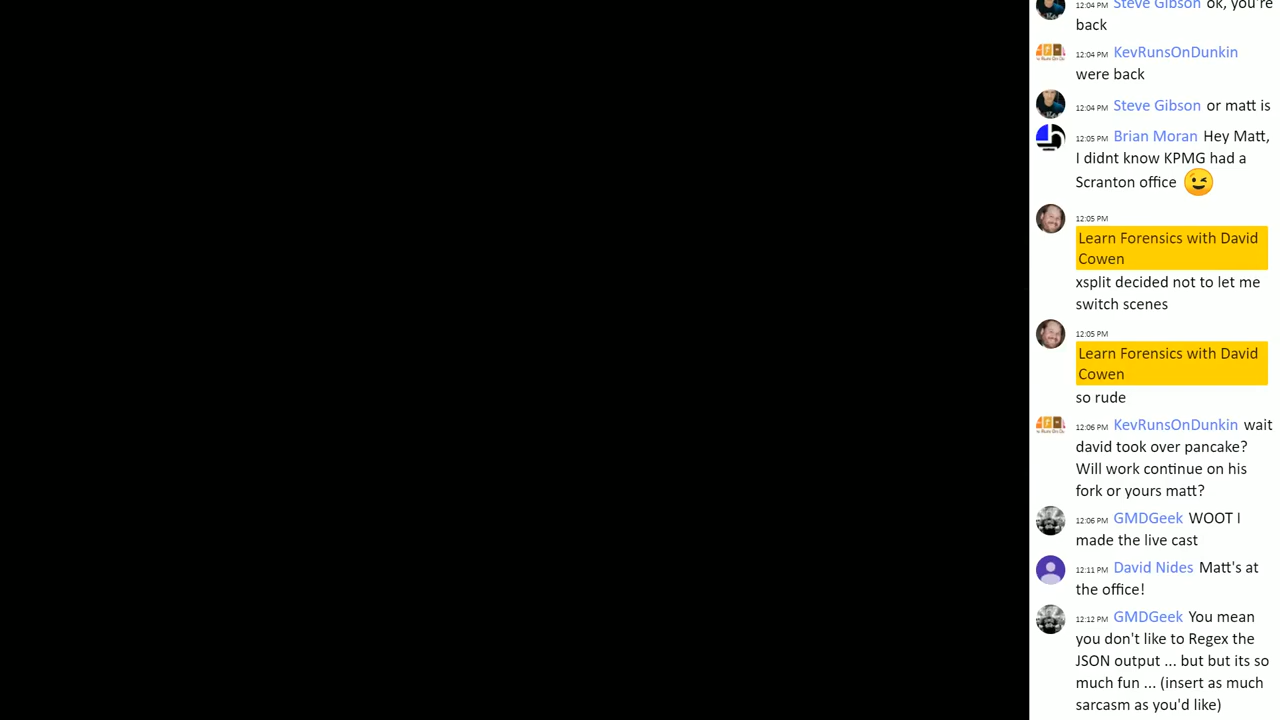 12:04 PM Steve Gibson ok, you're
back
12:04 PM KevRunsOnDunkin
were back
12:04 PM Steve Gibson or matt is
12:05 PM Brian Moran Hey Matt,
I didnt know KPMG had a
Scranton office 😉
12:05 PM
Learn Forensics with David
Cowen
xsplit decided not to let me
switch scenes
12:05 PM
Learn Forensics with David
Cowen
so rude
12:06 PM KevRunsOnDunkin wait
david took over pancake?
Will work continue on his
fork or yours matt?
12:06 PM GMDGeek WOOT I
made the live cast
12:11 PM David Nides Matt's at
the office!
12:12 PM GMDGeek You mean
you don't like to Regex the
JSON output ... but but its so
much fun ... (insert as much
sarcasm as you'd like)